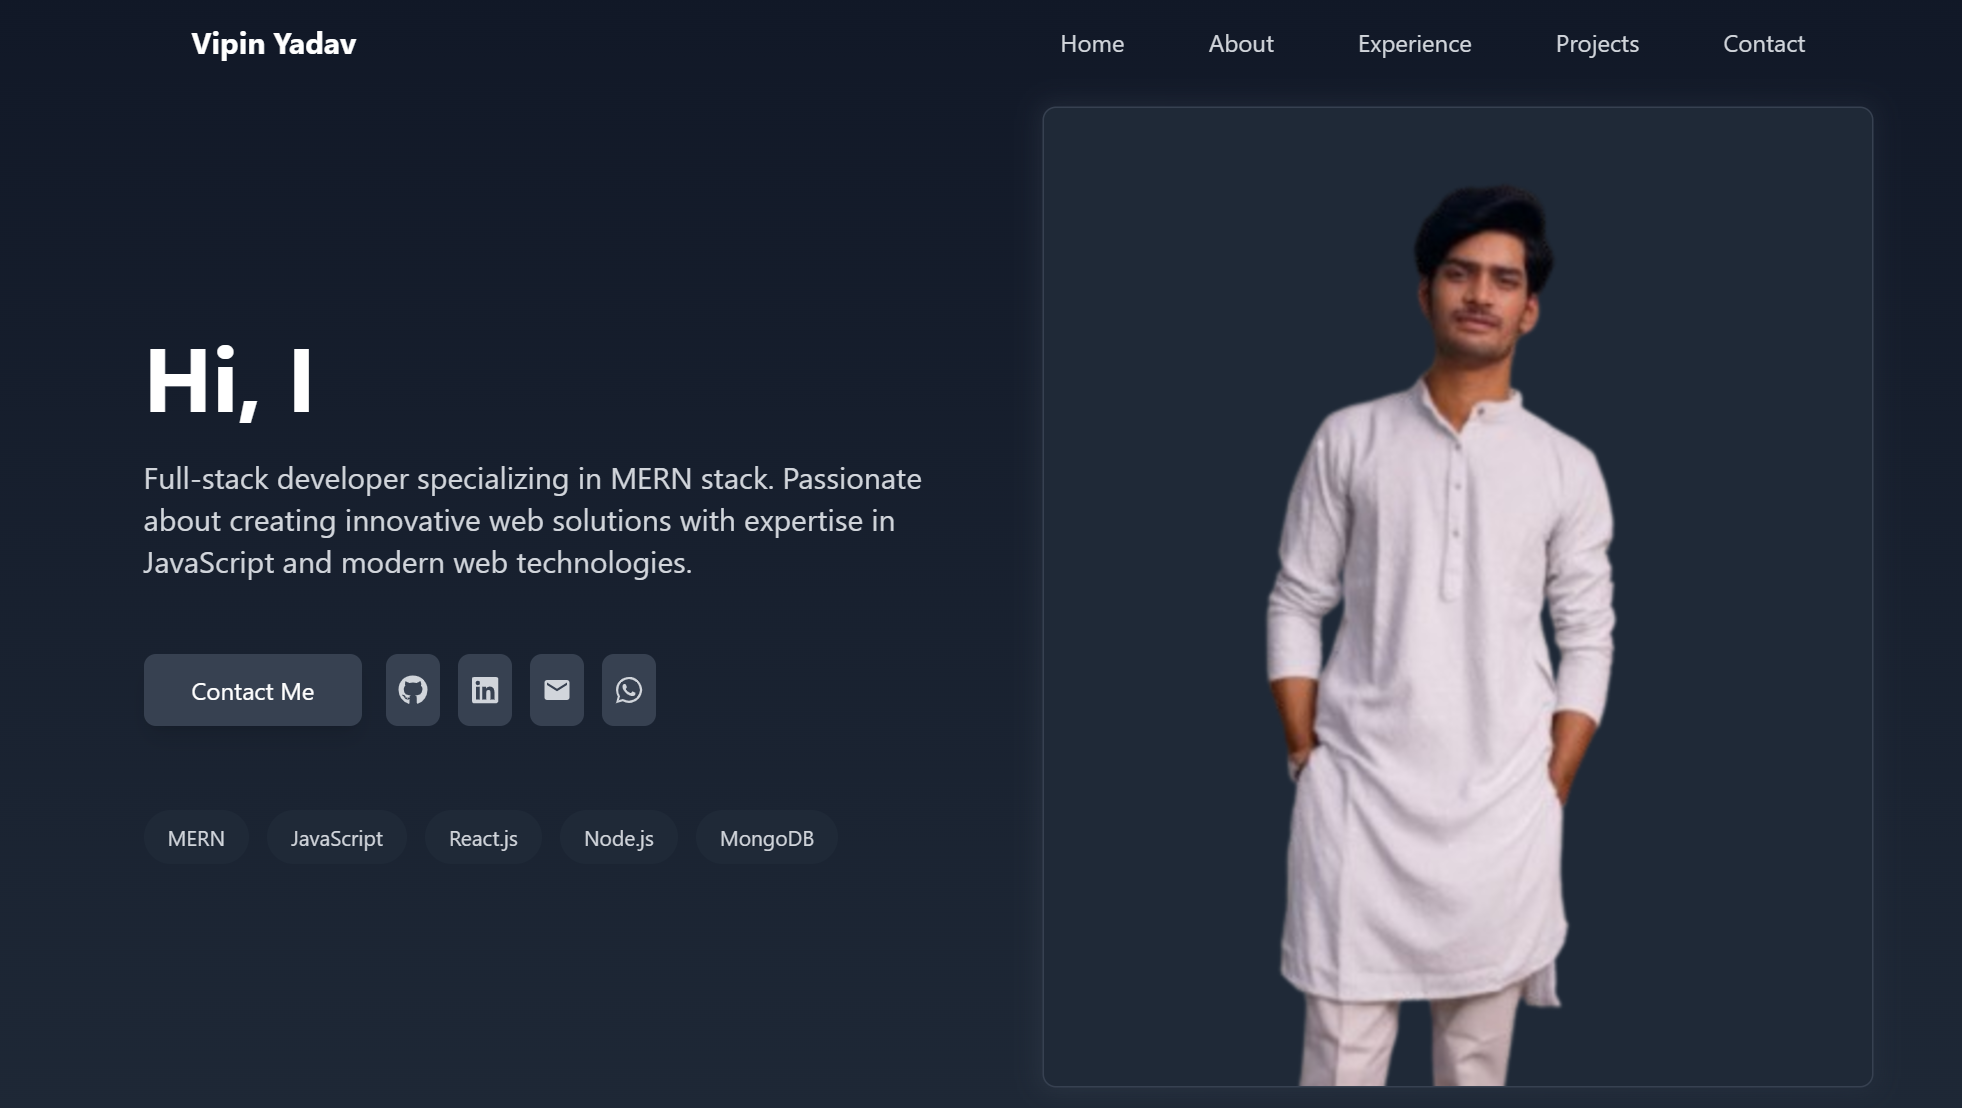 Vipin Yadav
Home About Experience Projects Contact
Hi, I
Full-stack developer specializing in MERN stack. Passionate
about creating innovative web solutions with expertise in
JavaScript and modern web technologies.
Contact Me
in
MERN JavaScript React.js Node.js MongoDB